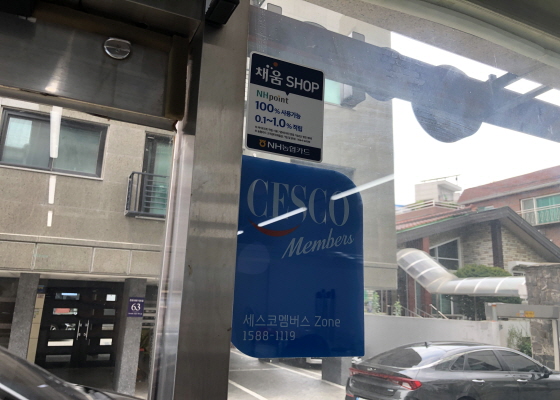 채움 SHOP
NHpoint
100% 사용가능
0.1~1.0% 적립
NH농협카드
CESCO
Members
세스코멤버스 Zone
1588-1119
63